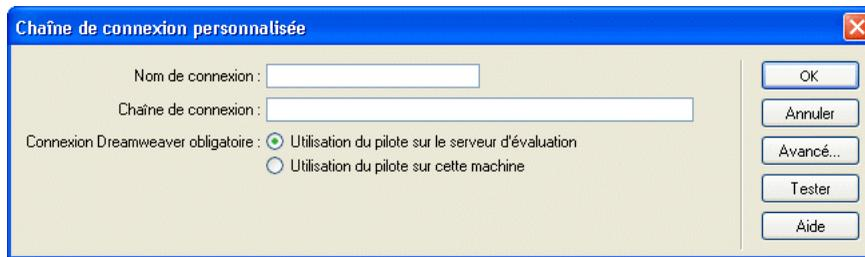 Chaîne de connexion personnalisée
Nom de connexion :
Chaîne de connexion :
Connexion Dreamweaver obligatoire : Utilisation du pilote sur le serveur d'évaluation
Utilisation du pilote sur cette machine
OK
Annuler
Avancé...
Tester
Aide